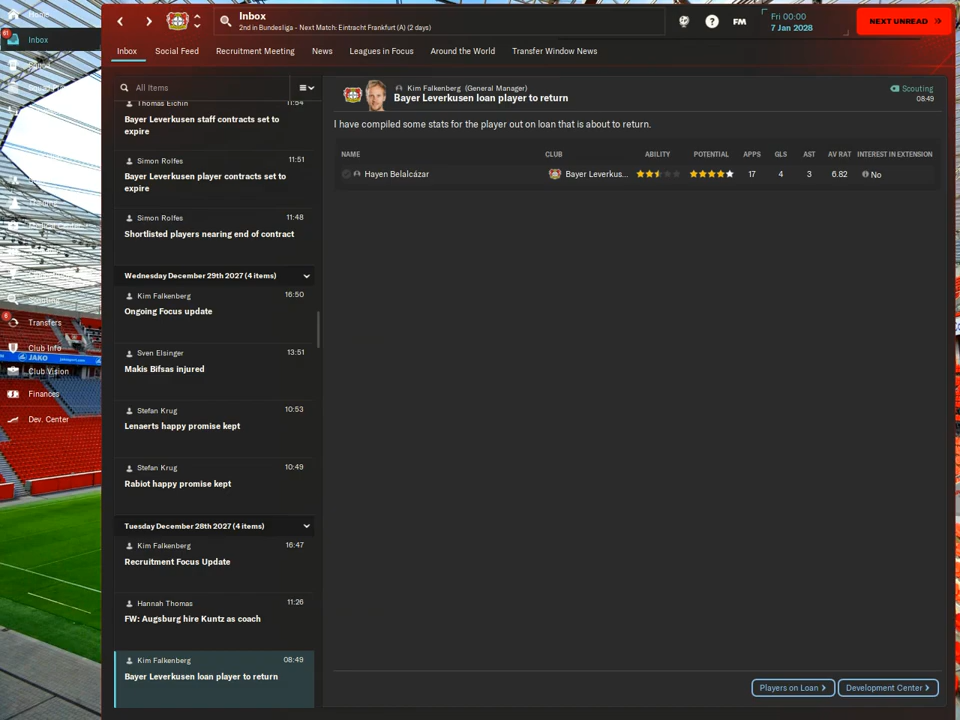 Inbox
2nd in Bundesliga - Next Match: Eintracht Frankfurt (A) (2 days)
?
FM
Fri 00:00
7 Jan 2028
NEXT UNREAD
Inbox
Social Feed
Recruitment Meeting
News
Leagues in Focus
Around the World
Transfer Window News
61
Inbox
6
Transfers
Club Info
JAKO
Club Vision
Finances
Dev. Center
All Items
Thomas Eichin
11:54
Bayer Leverkusen staff contracts set to
expire
Simon Rolfes
11:51
Bayer Leverkusen player contracts set to
expire
Simon Rolfes
11:48
Shortlisted players nearing end of contract
Wednesday December 29th 2027 (4 items)
Kim Falkenberg
16:50
Ongoing Focus update
Sven Elsinger
13:51
Makis Bifsas injured
Stefan Krug
10:53
Lenaerts happy promise kept
Stefan Krug
10:49
Rabiot happy promise kept
Tuesday December 28th 2027 (4 items)
Kim Falkenberg
16:47
Recruitment Focus Update
Hannah Thomas
11:26
FW: Augsburg hire Kuntz as coach
Kim Falkenberg
08:49
Bayer Leverkusen loan player to return
Kim Falkenberg (General Manager)
Bayer Leverkusen loan player to return
Scouting
08:49
I have compiled some stats for the player out on loan that is about to return.
NAME CLUB ABILITY POTENTIAL APPS GLS AST AV RAT INTEREST IN EXTENSION
Hayen Belalcázar Bayer Leverkus... 17 4 3 6.82 No
Players on Loan
Development Center